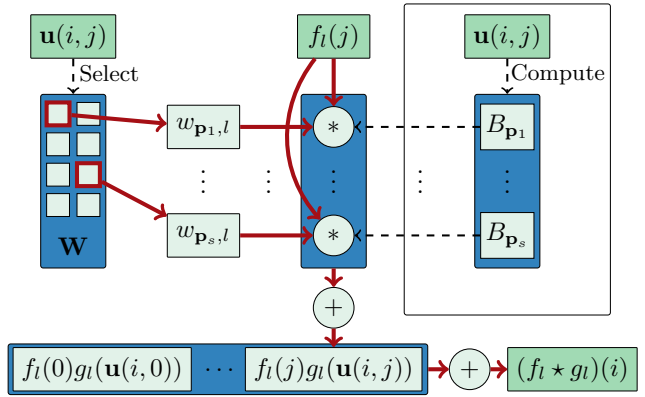 𝐮(i, j) f_l(j) 𝐮(i, j)
Select Compute
w_{𝐩_1,l} * B_{𝐩_1}
⋮ ⋮ ⋮ ⋮ ⋮
w_{𝐩_s,l} * B_{𝐩_s}
𝐖
+
f_l(0)g_l(𝐮(i, 0)) ⋯ f_l(j)g_l(𝐮(i, j)) + (f_l ⋆ g_l)(i)